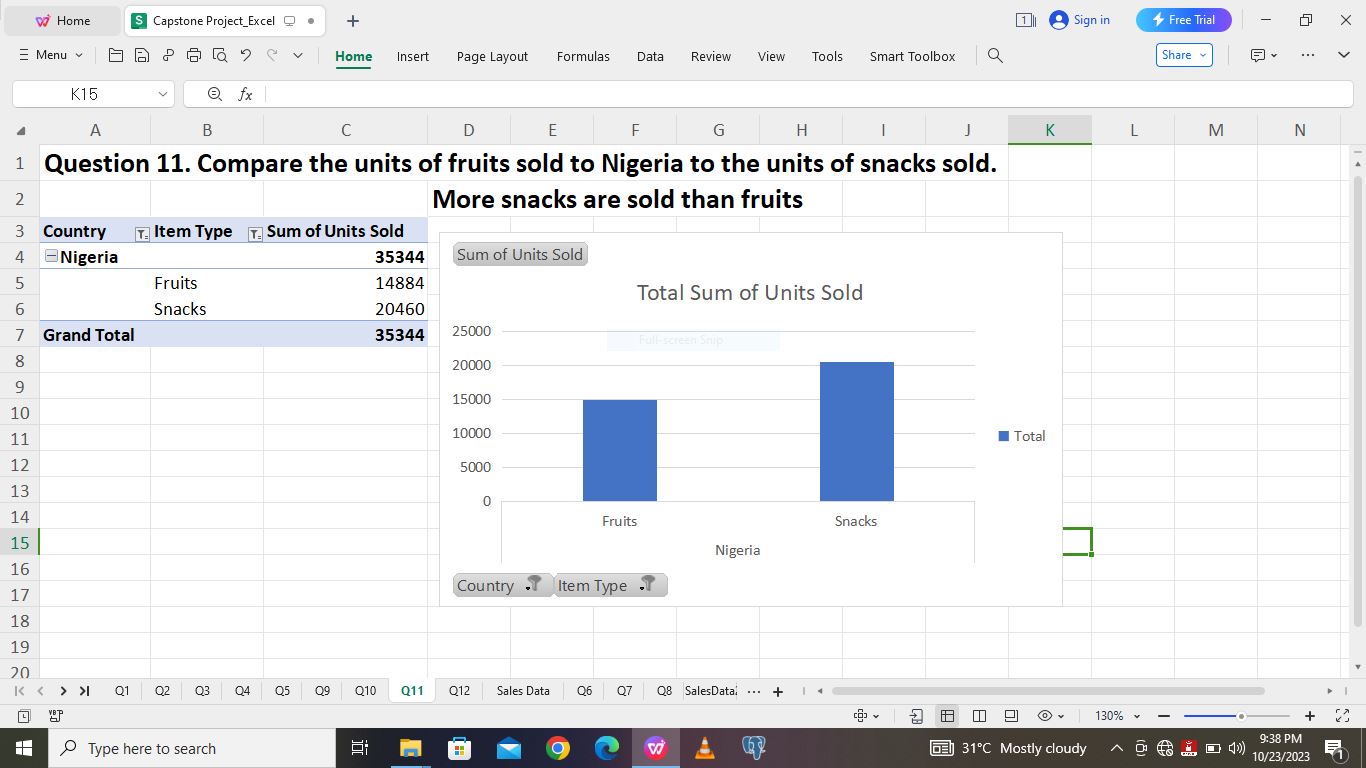 Home
S Capstone Project_Excel
Sign in
Free Trial
Menu
Home Insert Page Layout Formulas Data Review View Tools Smart Toolbox
Share
K15
fx
A B C D E F G H I J K L M N
1 Question 11. Compare the units of fruits sold to Nigeria to the units of snacks sold.
2 More snacks are sold than fruits
3 Country Item Type Sum of Units Sold
4 Nigeria 35344
5 Fruits 14884
6 Snacks 20460
7 Grand Total 35344
8
9
10
11
12
13
14
15
16
17
18
19
20
Sum of Units Sold
Total Sum of Units Sold
25000
Full-screen Snip
20000
15000
10000
5000
0
Total
Fruits Snacks
Nigeria
Country Item Type
Q1 Q2 Q3 Q4 Q5 Q9 Q10 Q11 Q12 Sales Data Q6 Q7 Q8 SalesData
130%
Type here to search
31°C Mostly cloudy
9:38 PM
10/23/2023
1